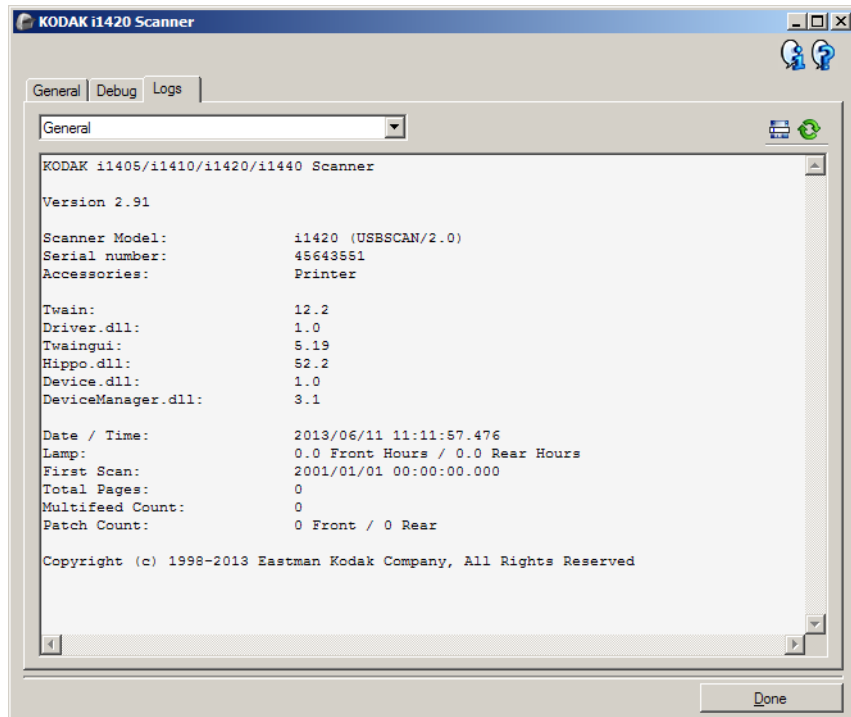 KODAK i1420 Scanner
General Debug Logs
General
KODAK i1405/i1410/i1420/i1440 Scanner
Version 2.91
Scanner Model: i1420 (USBSCAN/2.0)
Serial number: 45643551
Accessories: Printer
Twain: 12.2
Driver.dll: 1.0
Twaingui: 5.19
Hippo.dll: 52.2
Device.dll: 1.0
DeviceManager.dll: 3.1
Date / Time: 2013/06/11 11:11:57.476
Lamp: 0.0 Front Hours / 0.0 Rear Hours
First Scan: 2001/01/01 00:00:00.000
Total Pages: 0
Multifeed Count: 0
Patch Count: 0 Front / 0 Rear
Copyright (c) 1998-2013 Eastman Kodak Company, All Rights Reserved
Done